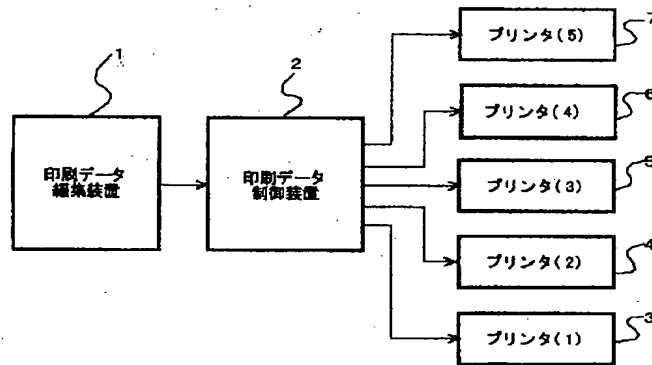 1
印刷データ
編集装置
2
印刷データ
制御装置
7
プリンタ(5)
6
プリンタ(4)
5
プリンタ(3)
4
プリンタ(2)
3
プリンタ(1)